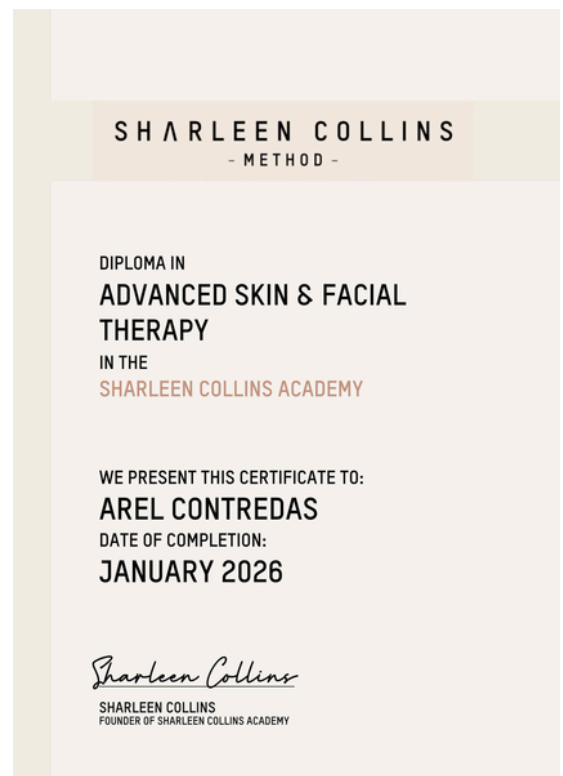 SHARLEEN COLLINS
- METHOD -
DIPLOMA IN
ADVANCED SKIN & FACIAL
THERAPY
IN THE
SHARLEEN COLLINS ACADEMY
WE PRESENT THIS CERTIFICATE TO:
AREL CONTREDAS
DATE OF COMPLETION:
JANUARY 2026
Sharleen Collins
SHARLEEN COLLINS
FOUNDER OF SHARLEEN COLLINS ACADEMY